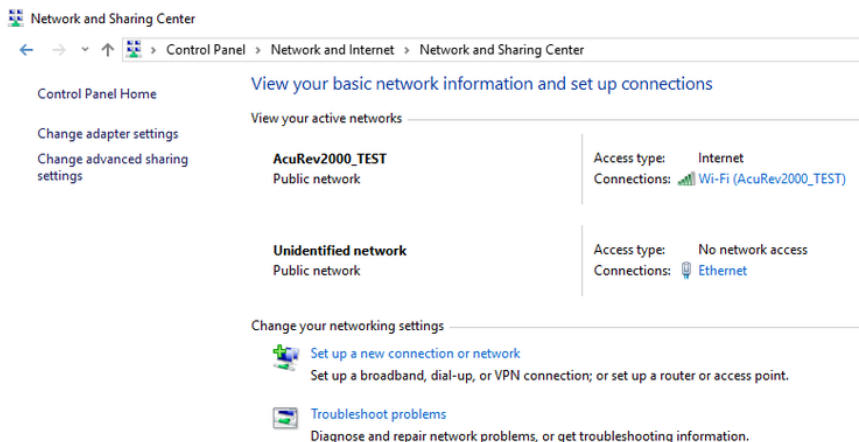 Network and Sharing Center
Control Panel > Network and Internet > Network and Sharing Center
Control Panel Home
Change adapter settings
Change advanced sharing
settings
View your basic network information and set up connections
View your active networks
AcuRev2000_TEST
Public network
Access type: Internet
Connections: Wi-Fi (AcuRev2000_TEST)
Unidentified network
Public network
Access type: No network access
Connections: Ethernet
Change your networking settings
Set up a new connection or network
Set up a broadband, dial-up, or VPN connection; or set up a router or access point.
Troubleshoot problems
Diagnose and repair network problems, or get troubleshooting information.